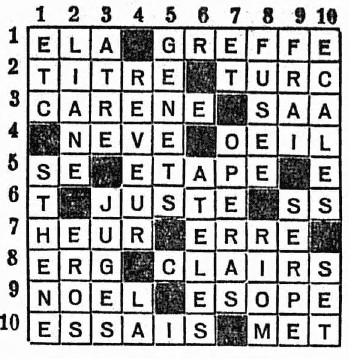 1 2 3 4 5 6 7 8 9 10
1 E L A G R E F F E
2 T I T R E T U R C
3 C A R E N E S A A
4 N E V E O E I L
5 S E E T A P E E
6 T J U S T E S S
7 H E U R E R R E
8 E R G C L A I R S
9 N O E L E S O P E
10 E S S A I S M E T